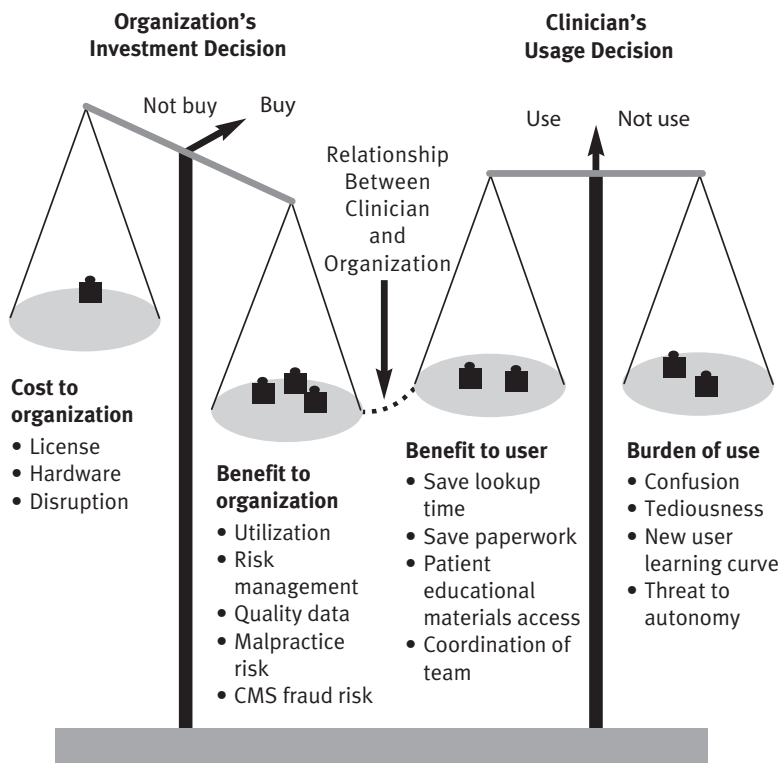 Organization’s
Investment Decision
Clinician’s
Usage Decision
Not buy
Buy
Use
Not use
Relationship
Between
Clinician
and
Organization
Cost to
organization
• License
• Hardware
• Disruption
Benefit to
organization
• Utilization
• Risk
management
• Quality data
• Malpractice
risk
• CMS fraud risk
Benefit to user
• Save lookup
time
• Save paperwork
• Patient
educational
materials access
• Coordination of
team
Burden of use
• Confusion
• Tediousness
• New user
learning curve
• Threat to
autonomy